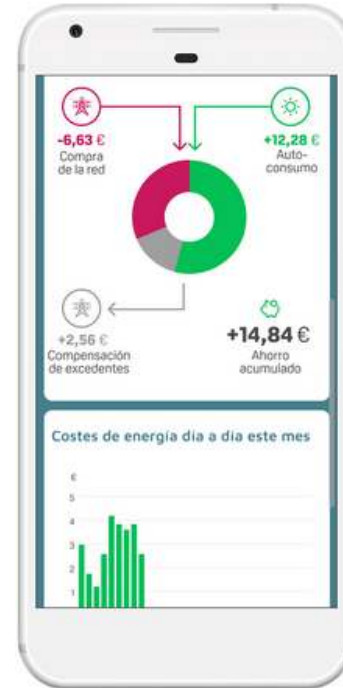 -6,63 €
Compra
de la red
+12,28 €
Auto-
consumo
+2,56 €
Compensación
de excedentes
+14,84 €
Ahorro
acumulado
Costes de energía día a día este mes
€
5
4
3
2
1